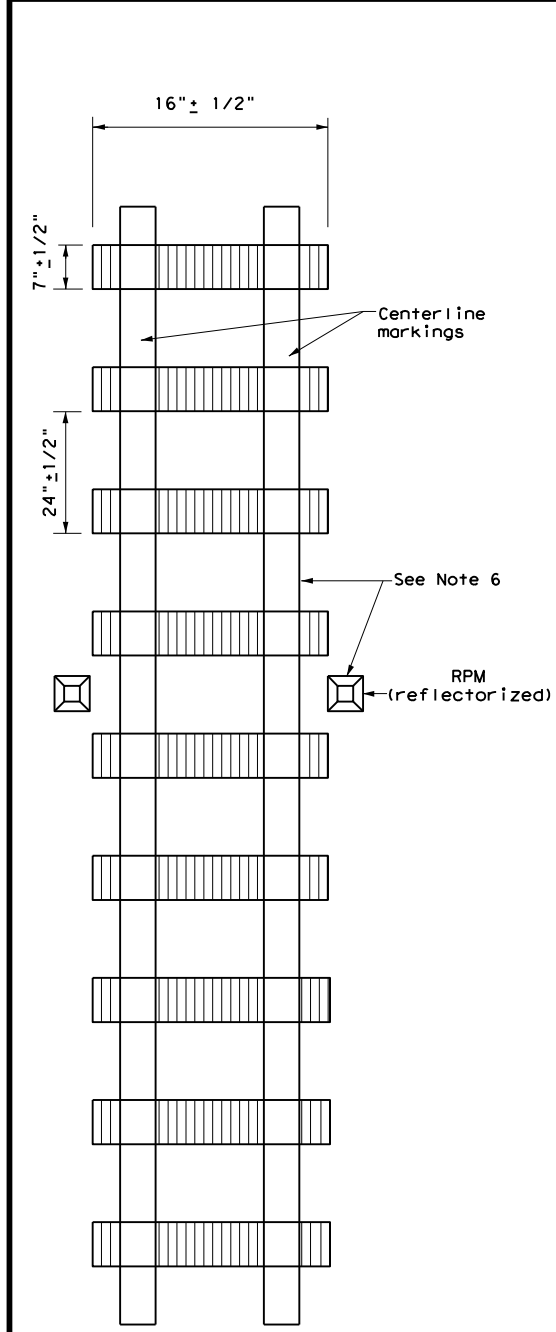 16"± 1/2"
7"±1/2"
Centerline
markings
24"±1/2"
See Note 6
RPM
(reflectorized)